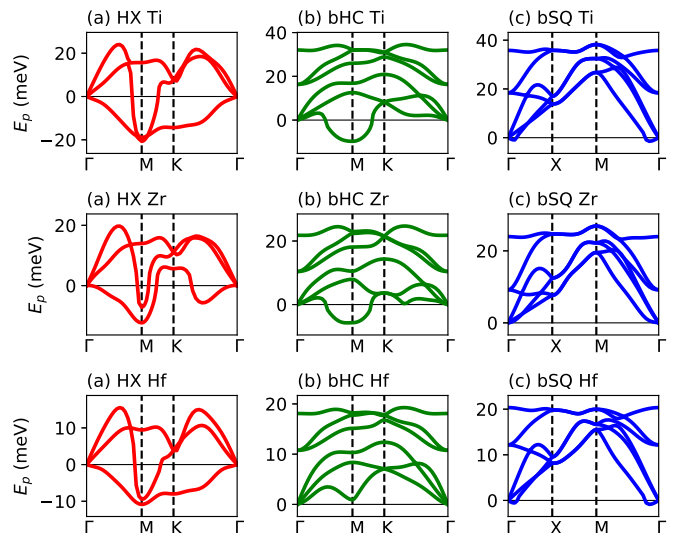 (a) HX Ti (b) bHC Ti (c) bSQ Ti
E_p (meV)
20
0
−20
Γ M K Γ
40
20
0
Γ M K Γ
40
20
0
Γ X M Γ
(a) HX Zr (b) bHC Zr (c) bSQ Zr
E_p (meV)
20
0
Γ M K Γ
20
0
Γ M K Γ
20
0
Γ X M Γ
(a) HX Hf (b) bHC Hf (c) bSQ Hf
E_p (meV)
10
0
−10
Γ M K Γ
20
10
0
Γ M K Γ
20
10
0
Γ X M Γ